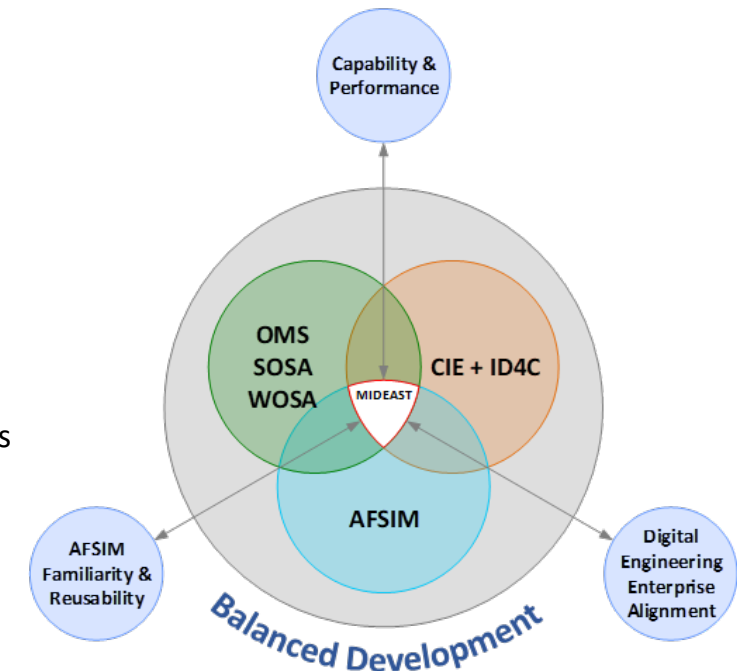 Capability &
Performance
OMS
SOSA
WOSA
CIE + ID4C
MIDEAST
AFSIM
s
AFSIM
Familiarity &
Reusability
Digital
Engineering
Enterprise
Alignment
Balanced Development